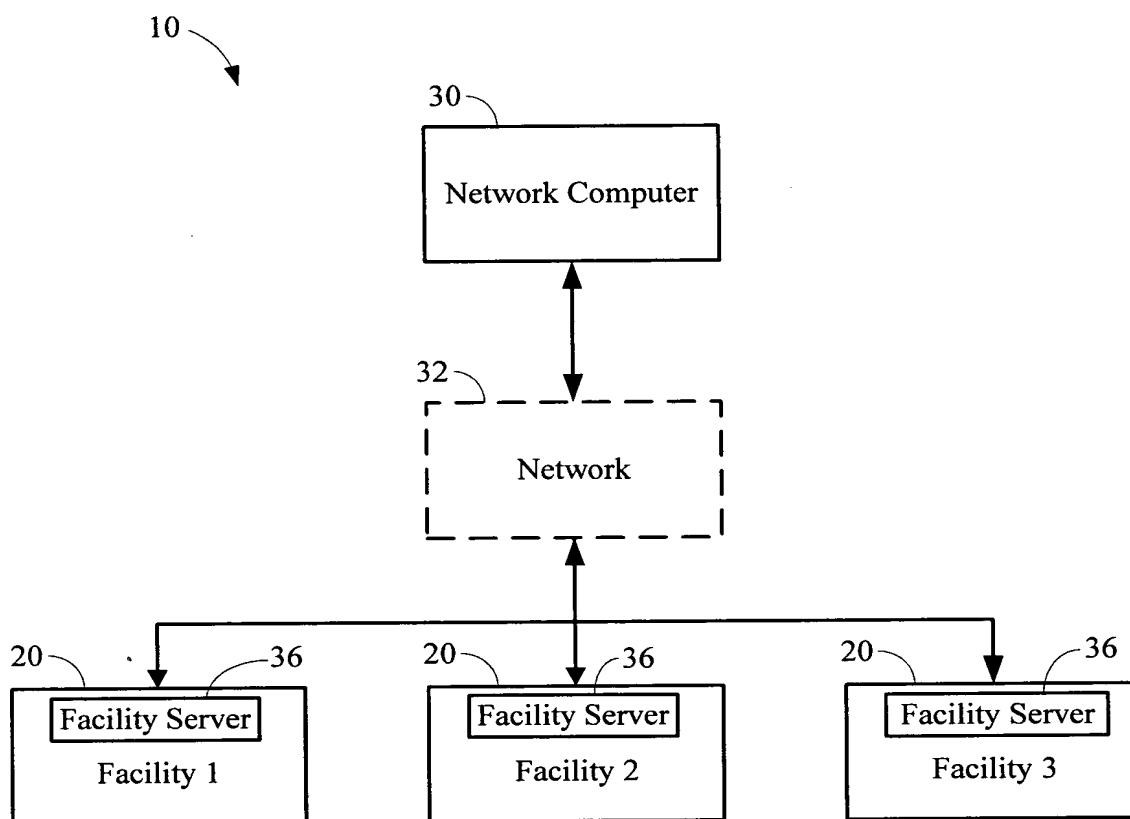 10
30
Network Computer
32
Network
20 36 20 36 20 36
Facility Server Facility Server Facility Server
Facility 1 Facility 2 Facility 3